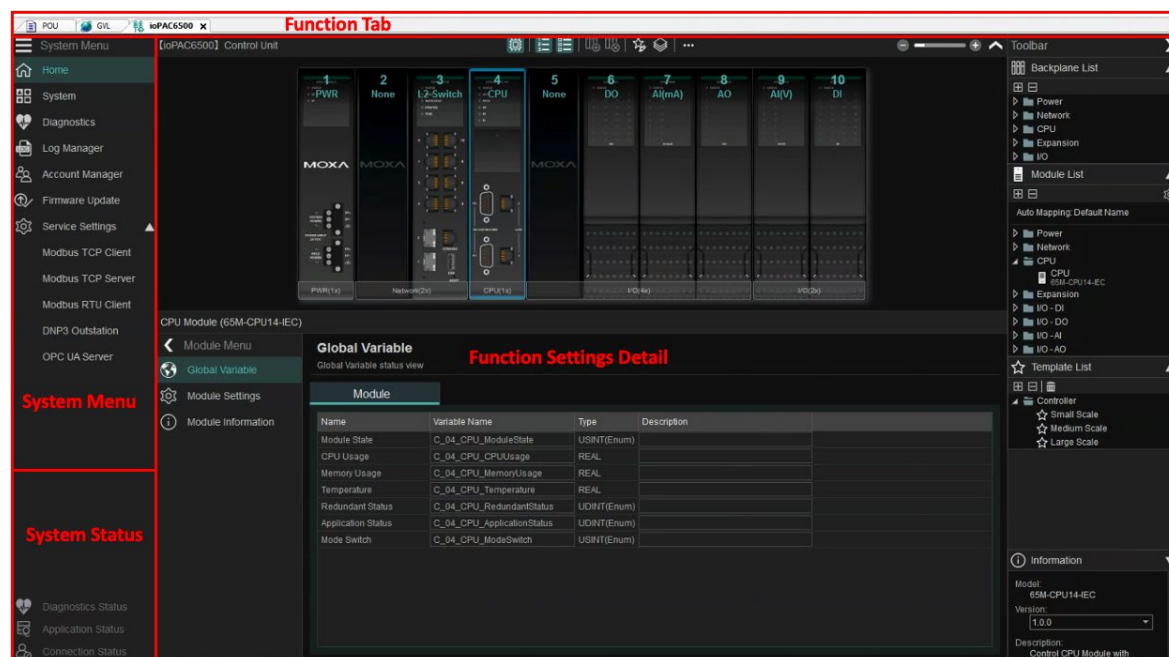 POU
GVL
ioPAC6500
Function Tab
System Menu
Home
System
Diagnostics
Log Manager
Account Manager
Firmware Update
Service Settings
Modbus TCP Client
Modbus TCP Server
Modbus RTU Client
DNP3 Outstation
OPC UA Server
System Menu
System Status
Diagnostics Status
Application Status
Connection Status
【ioPAC6500】Control Unit
1 2 3 4 5 6 7 8 9 10
PWR None L2-Switch CPU None DO AI(mA) AO AI(V) DI
MOXA MOXA MOXA
PWR(1x) Network(2x) CPU(1x) I/O(4x) I/O(2x)
CPU Module (65M-CPU14-IEC)
Module Menu
Global Variable
Module Settings
Module Information
Global Variable
Global Variable status view
Function Settings Detail
Module
Name Variable Name Type Description
Module State C_04_CPU_ModuleState USINT(Enum)
CPU Usage C_04_CPU_CPUUsage REAL
Memory Usage C_04_CPU_MemoryUsage REAL
Temperature C_04_CPU_Temperature REAL
Redundant Status C_04_CPU_RedundantStatus UDINT(Enum)
Application Status C_04_CPU_ApplicationStatus UDINT(Enum)
Mode Switch C_04_CPU_ModeSwitch USINT(Enum)
Toolbar
Backplane List
Power
Network
CPU
Expansion
I/O
Module List
Auto Mapping: Default Name
Power
Network
CPU
CPU
65M-CPU14-IEC
Expansion
I/O - DI
I/O - DO
I/O - AI
I/O - AO
Template List
Controller
Small Scale
Medium Scale
Large Scale
Information
Model:
65M-CPU14-IEC
Version:
1.0.0
Description:
Control CPU Module with